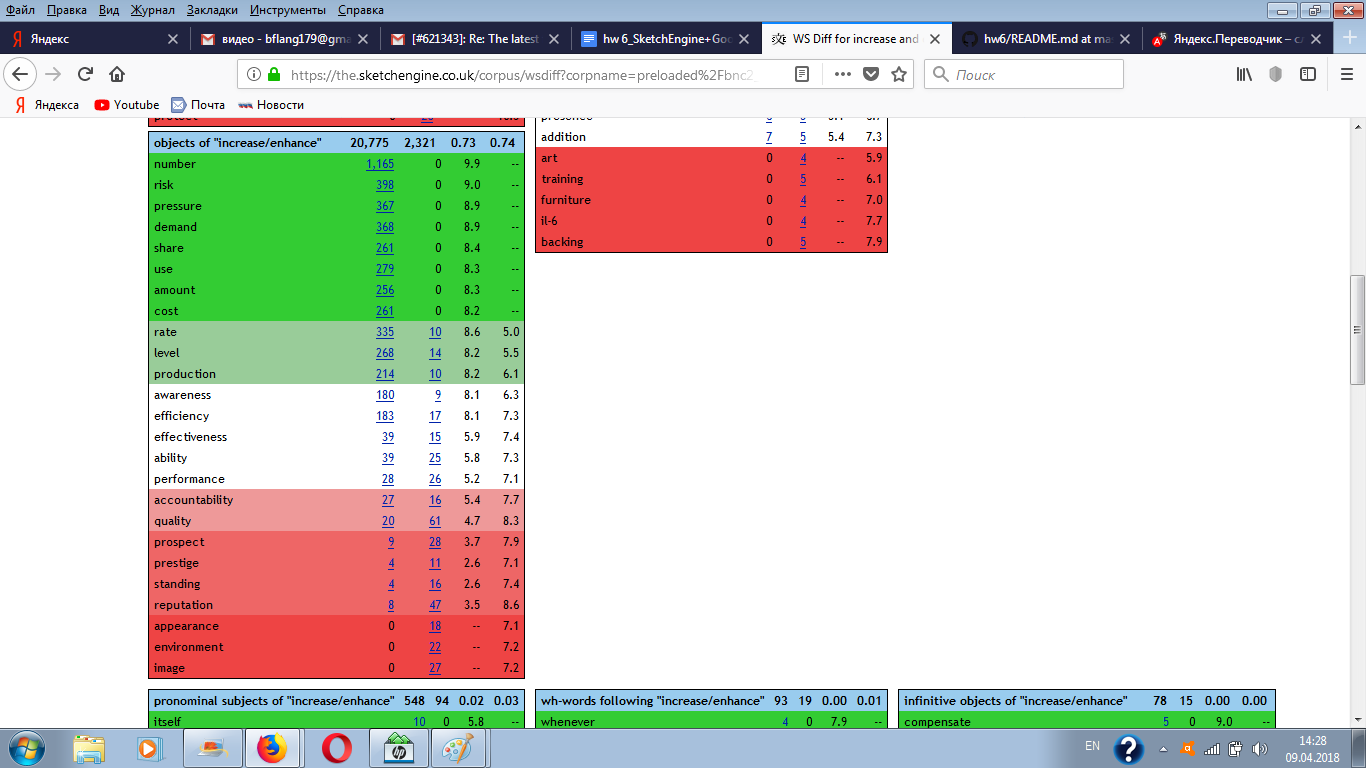 Файл Правка Вид Журнал Закладки Инструменты Справка
Яндекс
видео - bflang179@gma
[#621343]: Re: The latest
hw 6_SketchEngine+Goo
WS Diff for increase and
hw6/README.md at mas
Яндекс.Переводчик – сл
https://the.sketchengine.co.uk/corpus/wsdiff?corpname=preloaded%2Fbnc2
Поиск
Яндекса Youtube Почта Новости
objects of "increase/enhance" 20,775 2,321 0.73 0.74
number 1,165 0 9.9 --
risk 398 0 9.0 --
pressure 367 0 8.9 --
demand 368 0 8.9 --
share 261 0 8.4 --
use 279 0 8.3 --
amount 256 0 8.3 --
cost 261 0 8.2 --
rate 335 10 8.6 5.0
level 268 14 8.2 5.5
production 214 10 8.2 6.1
awareness 180 9 8.1 6.3
efficiency 183 17 8.1 7.3
effectiveness 39 15 5.9 7.4
ability 39 25 5.8 7.3
performance 28 26 5.2 7.1
accountability 27 16 5.4 7.7
quality 20 61 4.7 8.3
prospect 9 28 3.7 7.9
prestige 4 11 2.6 7.1
standing 4 16 2.6 7.4
reputation 8 47 3.5 8.6
appearance 0 18 -- 7.1
environment 0 22 -- 7.2
image 0 27 -- 7.2
presence
addition 7 5 5.4 7.3
art 0 4 -- 5.9
training 0 5 -- 6.1
furniture 0 4 -- 7.0
il-6 0 4 -- 7.7
backing 0 5 -- 7.9
pronominal subjects of "increase/enhance" 548 94 0.02 0.03
itself 10 0 5.8 --
wh-words following "increase/enhance" 93 19 0.00 0.01
whenever 4 0 7.9 --
infinitive objects of "increase/enhance" 78 15 0.00 0.00
compensate 5 0 9.0 --
EN
14:28
09.04.2018